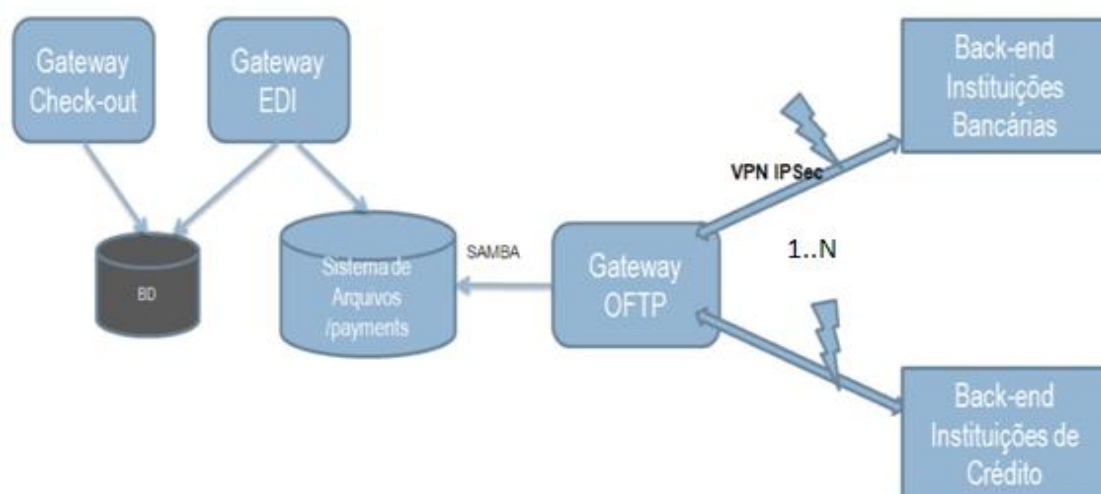 Gateway
Check-out
Gateway
EDI
Back-end
Instituições
Bancárias
VPN IPSec
1..N
BD
Sistema de
Arquivos
/payments
SAMBA
Gateway
OFTP
Back-end
Instituições de
Crédito